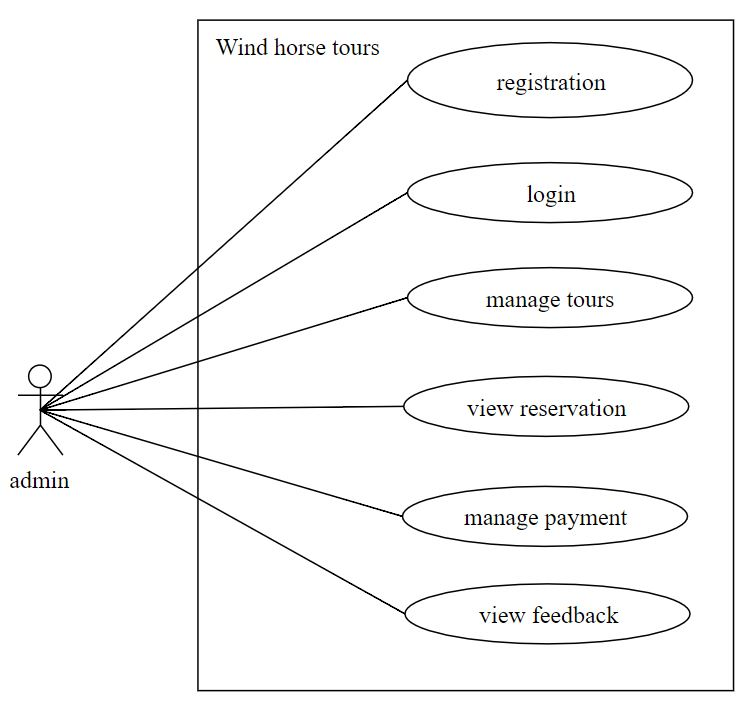 Wind horse tours
registration
login
manage tours
view reservation
admin
manage payment
view feedback